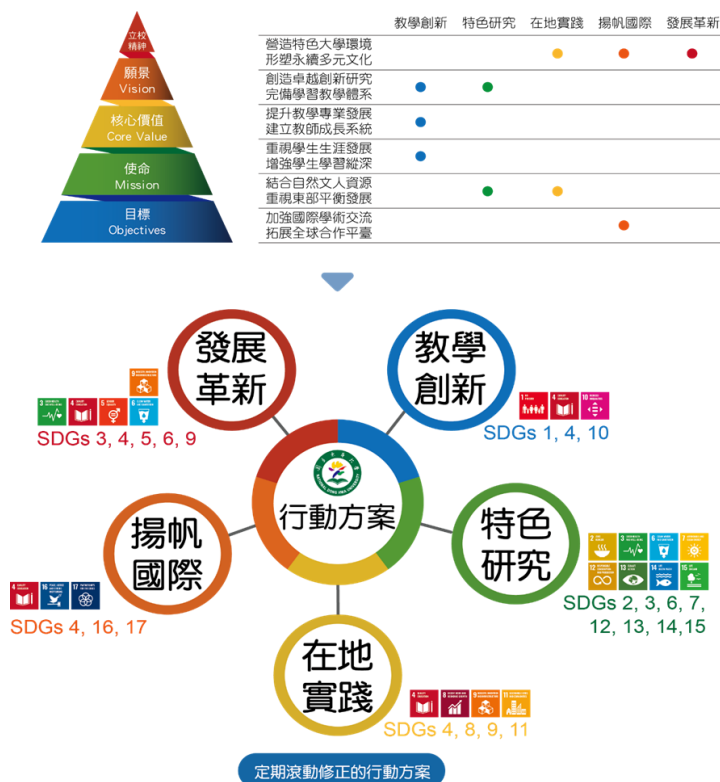 立校
精神
願景
Vision
核心價值
Core Value
使命
Mission
目標
Objectives
教學創新 特色研究 在地實踐 揚帆國際 發展革新
營造特色大學環境
形塑永續多元文化
創造卓越創新研究
完備學習教學體系
提升教學專業發展
建立教師成長系統
重視學生生涯發展
增強學生學習縱深
結合自然文人資源
重視東部平衡發展
加強國際學術交流
拓展全球合作平臺
發展
革新
SDGs 3, 4, 5, 6, 9
教學
創新
SDGs 1, 4, 10
行動方案
揚帆
國際
SDGs 4, 16, 17
特色
研究
SDGs 2, 3, 6, 7,
12, 13, 14,15
在地
實踐
SDGs 4, 8, 9, 11
定期滾動修正的行動方案